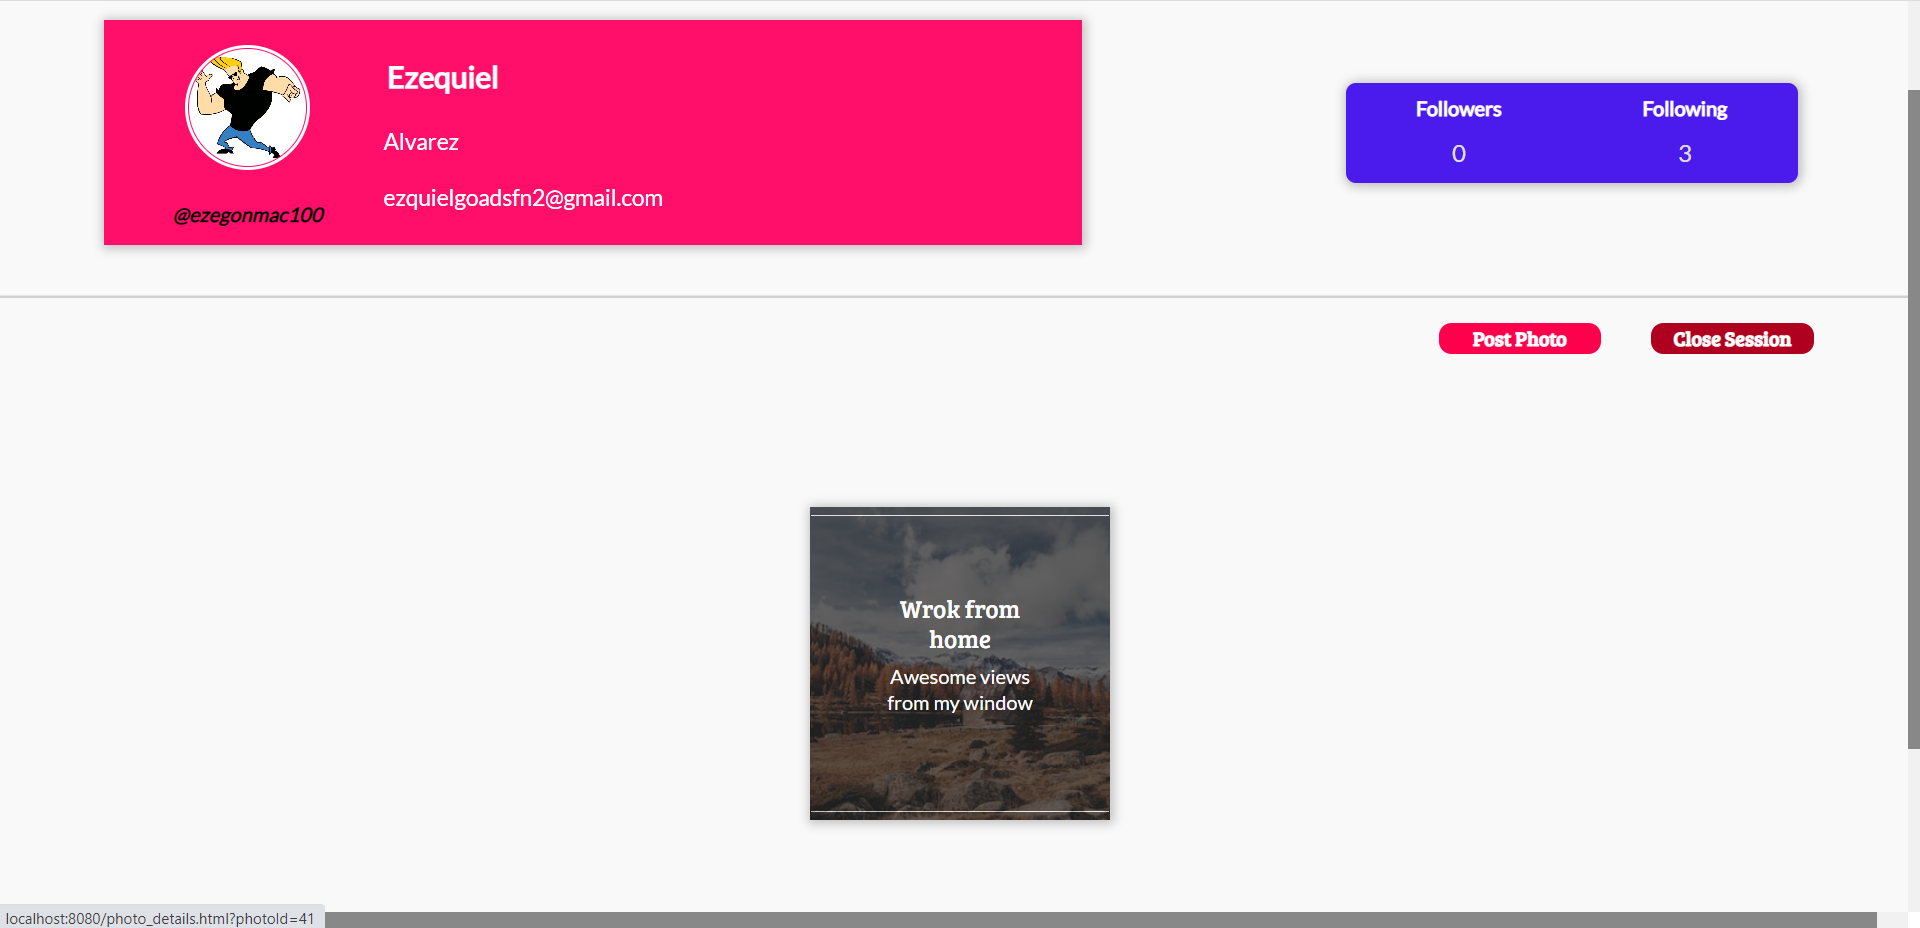 Ezequiel
Alvarez
ezquielgoadsfn2@gmail.com
@ezegonmac100
Followers
Following
0
3
Post Photo
Close Session
Wrok from
home
Awesome views
from my window
localhost:8080/photo_details.html?photoId=41